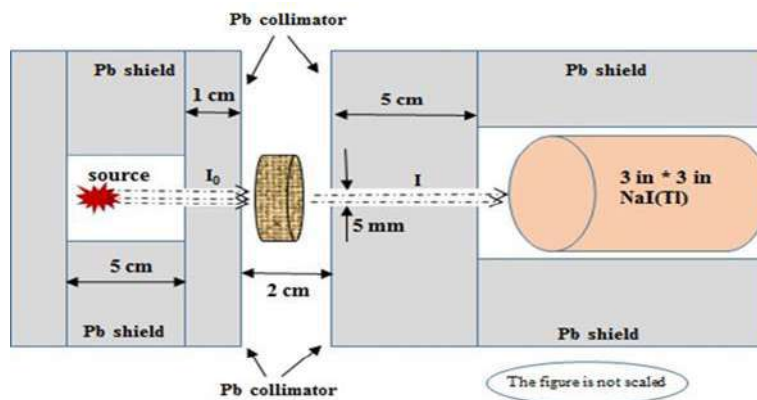 Pb collimator
Pb shield
Pb shield
1 cm
5 cm
source
I₀
I
3 in * 3 in
NaI(Tl)
5 mm
5 cm
2 cm
Pb shield
Pb shield
Pb collimator
The figure is not scaled